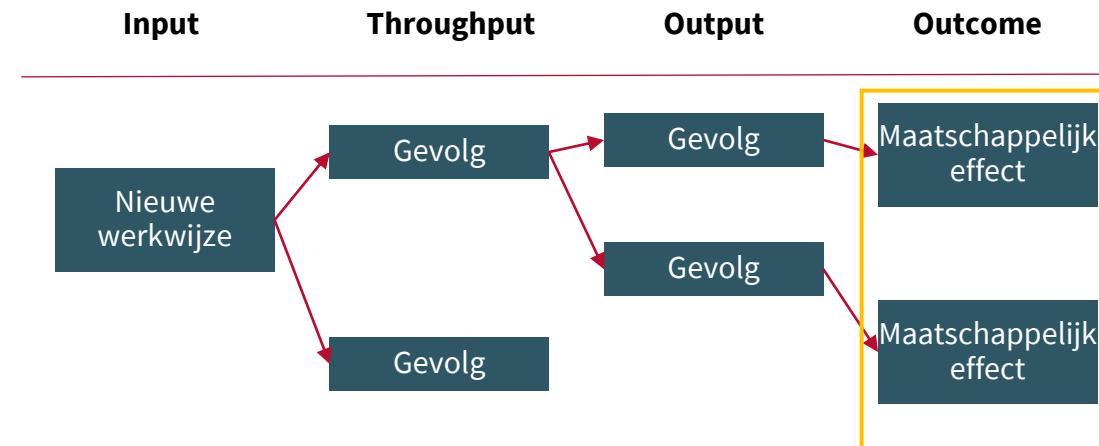 Input
Throughput
Output
Outcome
Nieuwe
werkwijze
Gevolg
Gevolg
Gevolg
Gevolg
Maatschappelijk
effect
Maatschappelijk
effect